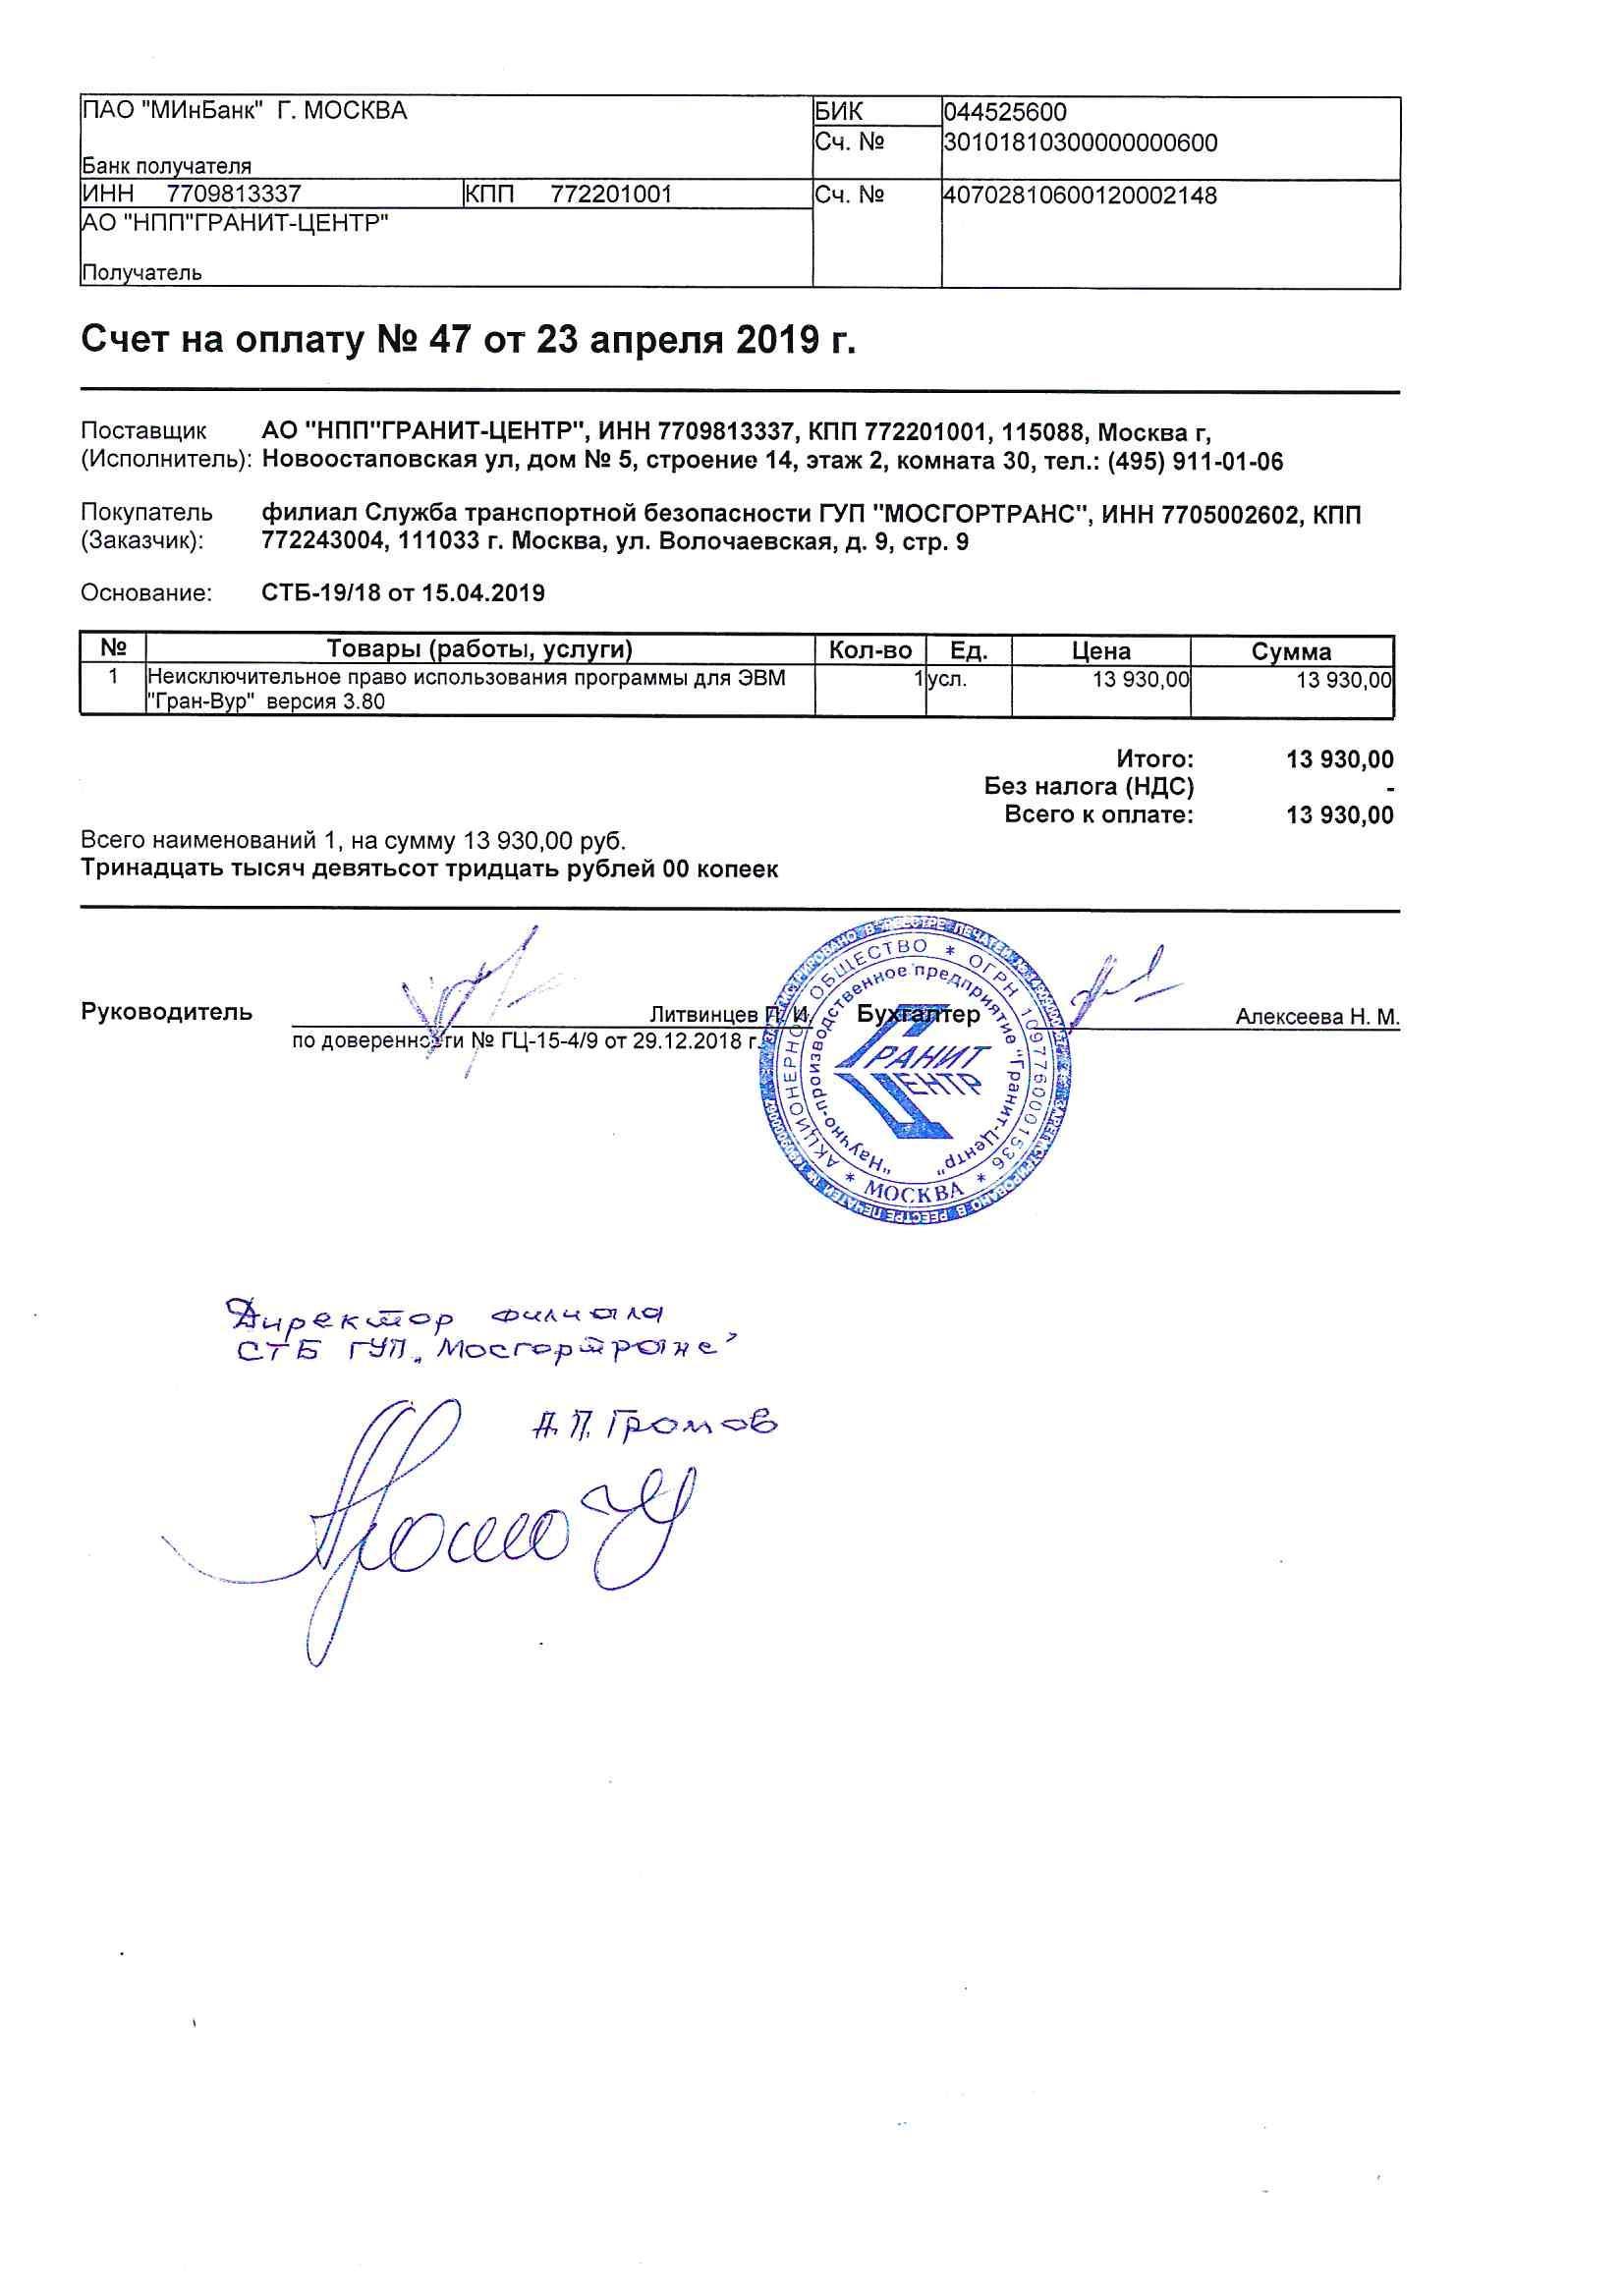 ПАО "МИнБанк" Г. МОСКВА
БИК 044525600
Сч. № 30101810300000000600
Банк получателя
ИНН 7709813337 КПП 772201001 Сч. № 40702810600120002148
АО "НПП"ГРАНИТ-ЦЕНТР"
Получатель
Счет на оплату № 47 от 23 апреля 2019 г.
Поставщик АО "НПП"ГРАНИТ-ЦЕНТР", ИНН 7709813337, КПП 772201001, 115088, Москва г,
(Исполнитель): Новоостаповская ул, дом № 5, строение 14, этаж 2, комната 30, тел.: (495) 911-01-06
Покупатель филиал Служба транспортной безопасности ГУП "МОСГОРТРАНС", ИНН 7705002602, КПП
(Заказчик): 772243004, 111033 г. Москва, ул. Волочаевская, д. 9, стр. 9
Основание: СТБ-19/18 от 15.04.2019
№ Товары (работы, услуги) Кол-во Ед. Цена Сумма
1 Неисключительное право использования программы для ЭВМ 1 усл. 13 930,00 13 930,00
"Гран-Вур" версия 3.80
Итого: 13 930,00
Без налога (НДС) -
Всего к оплате: 13 930,00
Всего наименований 1, на сумму 13 930,00 руб.
Тринадцать тысяч девятьсот тридцать рублей 00 копеек
Руководитель Литвинцев П. И. Бухгалтер Алексеева Н. М.
по доверенности № ГЦ-15-4/9 от 29.12.2018 г.
АКЦИОНЕРНОЕ ОБЩЕСТВО * ОГРН 1097760001536 * МОСКВА *
"Научно-производственное предприятие "Гранит-Центр"
ГРАНИТ
ЦЕНТР
Директор филиала
СТБ ГУП „Мосгортранс"
А.П. Громов